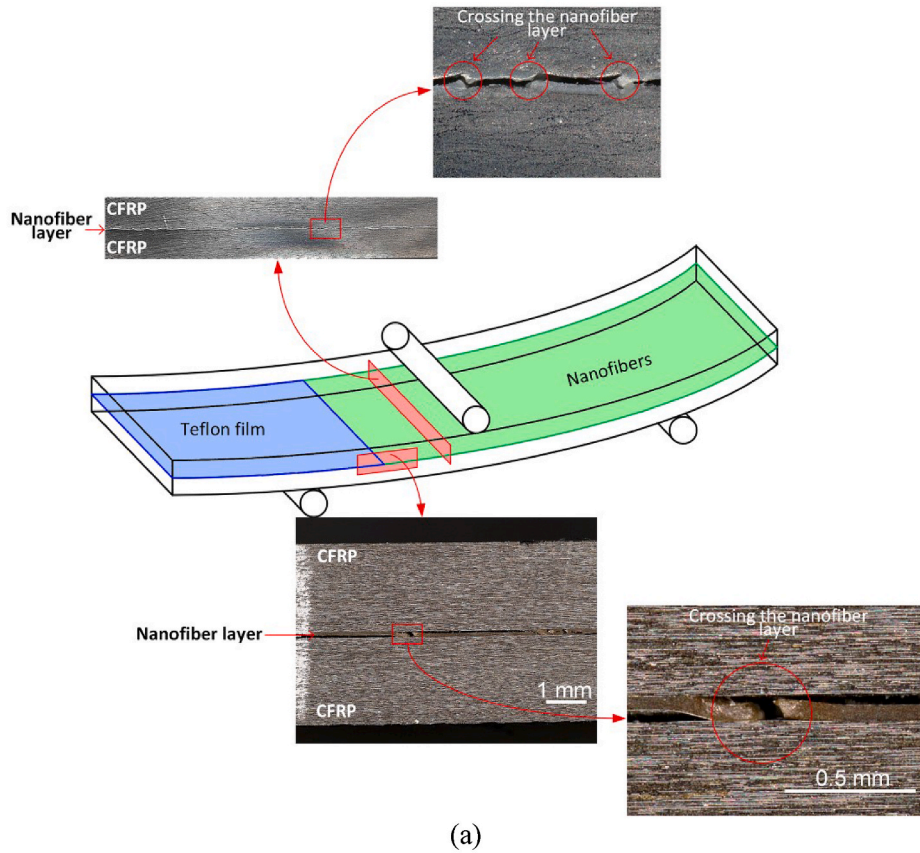 Crossing the nanofiber
layer
CFRP
Nanofiber
layer
CFRP
Nanofibers
Teflon film
CFRP
Nanofiber layer
1 mm
CFRP
Crossing the nanofiber
layer
0.5 mm
(a)